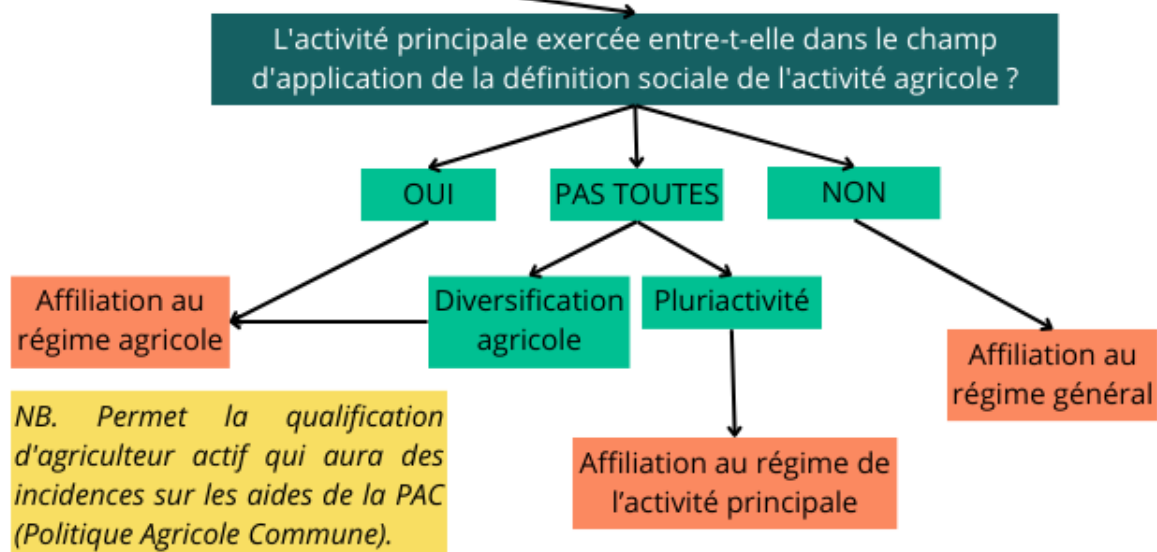 L'activité principale exercée entre-t-elle dans le champ
d'application de la définition sociale de l'activité agricole ?
OUI
PAS TOUTES
NON
Affiliation au
régime agricole
Diversification
agricole
Pluriactivité
Affiliation au
régime général
NB. Permet la qualification
d'agriculteur actif qui aura des
incidences sur les aides de la PAC
(Politique Agricole Commune).
Affiliation au régime de
l’activité principale